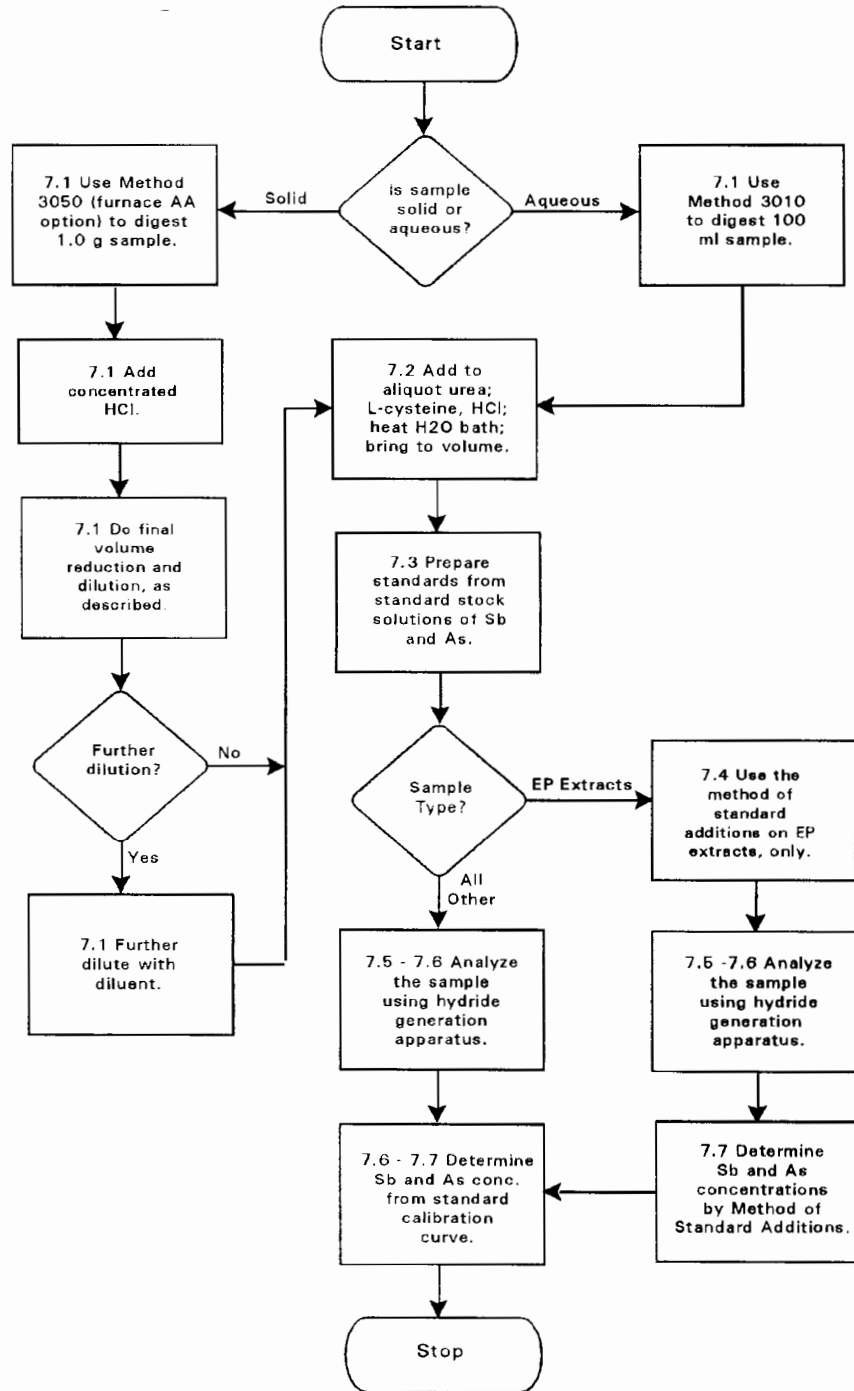 Start
Is sample
solid or
aqueous?
Solid
Aqueous
7.1 Use Method
3050 (furnace AA
option) to digest
1.0 g sample.
7.1 Use
Method 3010
to digest 100
ml sample.
7.1 Add
concentrated
HCl.
7.1 Do final
volume
reduction and
dilution, as
described.
Further
dilution?
No
Yes
7.1 Further
dilute with
diluent.
7.2 Add to
aliquot urea;
L-cysteine, HCl;
heat H2O bath;
bring to volume.
7.3 Prepare
standards from
standard stock
solutions of Sb
and As.
Sample
Type?
EP Extracts
All
Other
7.4 Use the
method of
standard
additions on EP
extracts, only.
7.5 - 7.6 Analyze
the sample
using hydride
generation
apparatus.
7.5 -7.6 Analyze
the sample
using hydride
generation
apparatus.
7.6 - 7.7 Determine
Sb and As conc.
from standard
calibration
curve.
7.7 Determine
Sb and As
concentrations
by Method of
Standard Additions.
Stop